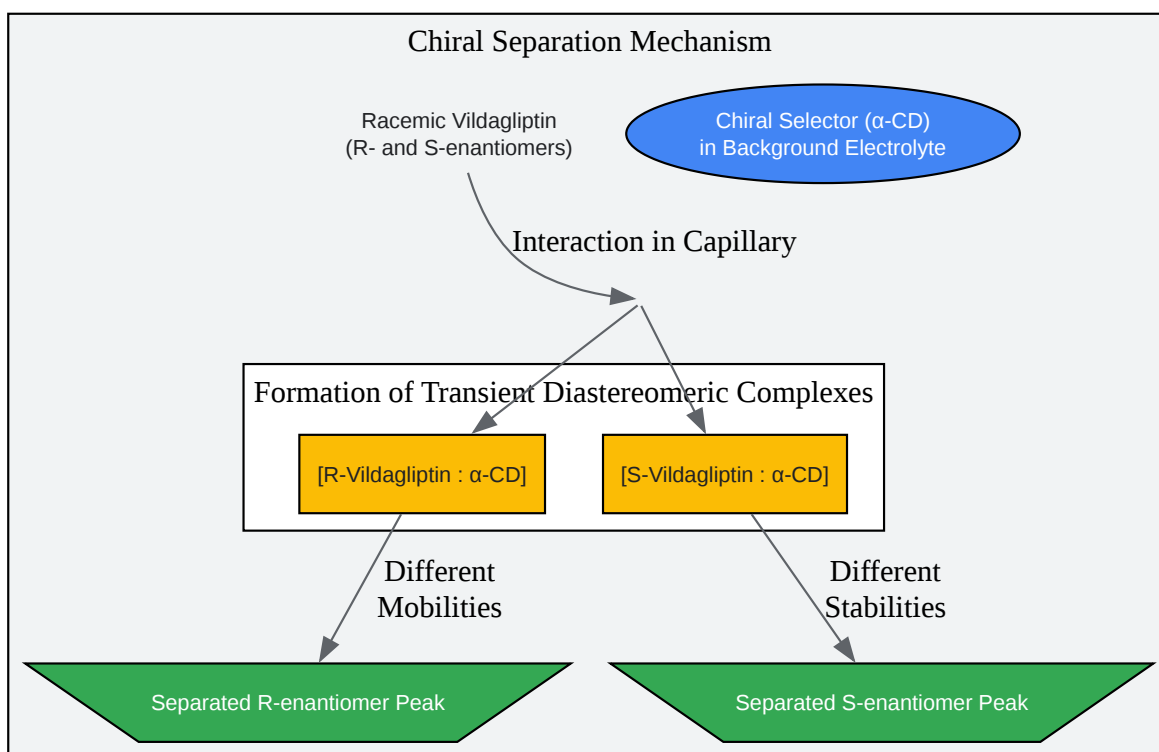 Chiral Separation Mechanism
Racemic Vildagliptin
(R- and S-enantiomers)
Chiral Selector (α-CD)
in Background Electrolyte
Interaction in Capillary
Formation of Transient Diastereomeric Complexes
[R-Vildagliptin : α-CD]
[S-Vildagliptin : α-CD]
Different
Mobilities
Different
Stabilities
Separated R-enantiomer Peak
Separated S-enantiomer Peak